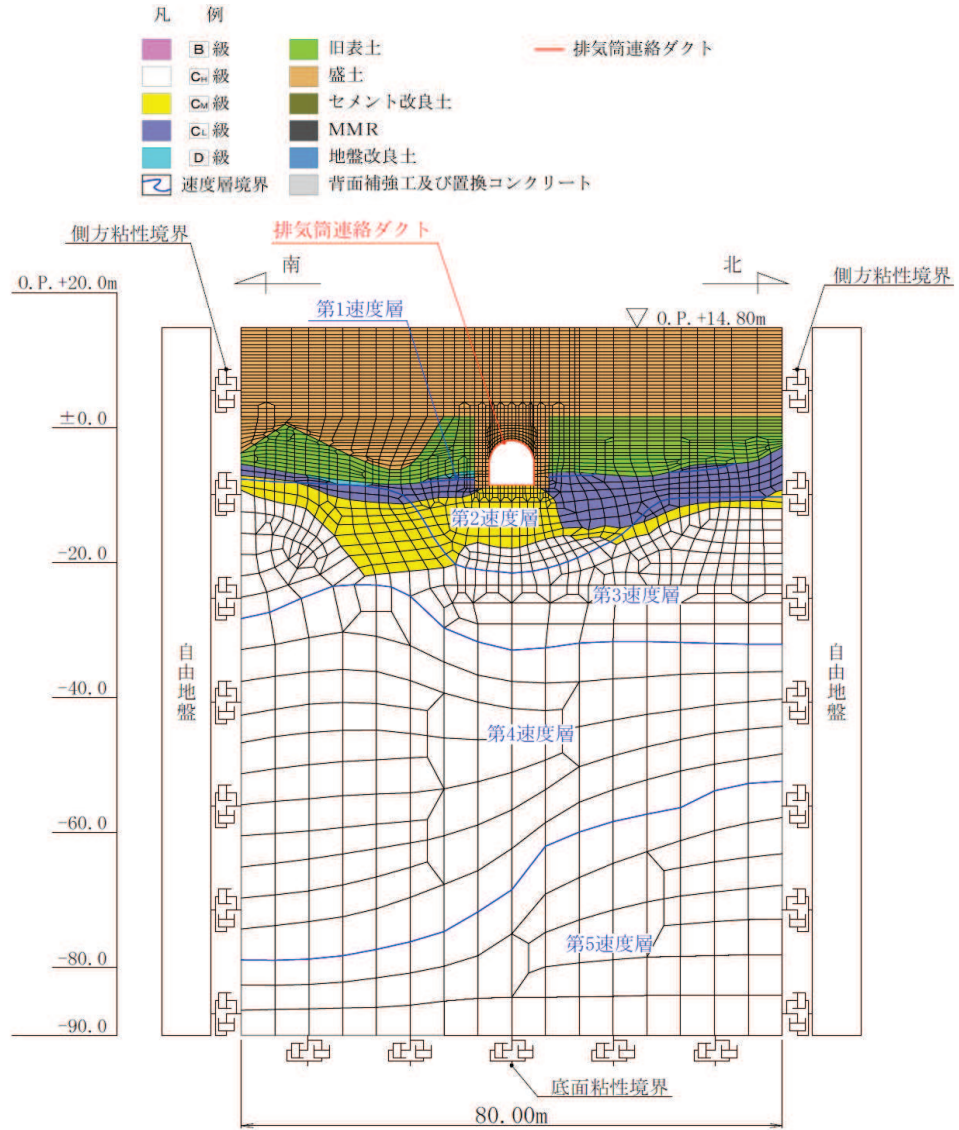 凡 例
B 級
CH 級
CM 級
CL 級
D 級
速度層境界
旧表土
盛土
セメント改良土
MMR
地盤改良土
背面補強工及び置換コンクリート
排気筒連絡ダクト
側方粘性境界
排気筒連絡ダクト
南
北
側方粘性境界
O.P.+20.0m
第1速度層
O.P.+14.80m
±0.0
第2速度層
-20.0
第3速度層
自由地盤
自由地盤
-40.0
第4速度層
-60.0
第5速度層
-80.0
-90.0
底面粘性境界
80.00m